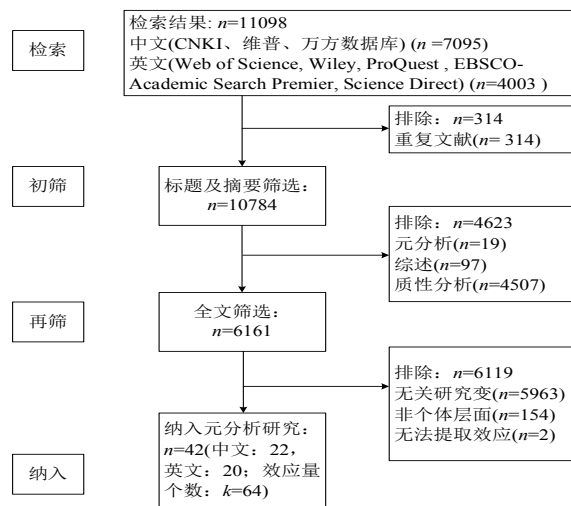 检索
检索结果: n=11098
中文(CNKI、维普、万方数据库) (n =7095)
英文(Web of Science, Wiley, ProQuest , EBSCO-
Academic Search Premier, Science Direct) (n=4003 )
排除：n=314
重复文献(n= 314)
初筛
标题及摘要筛选：
n=10784
排除：n=4623
元分析(n=19)
综述(n=97)
质性分析(n=4507)
再筛
全文筛选：
n=6161
排除：n=6119
无关研究变(n=5963)
非个体层面(n=154)
无法提取效应(n=2)
纳入
纳入元分析研究：
n=42(中文：22，
英文：20；效应量
个数：k=64)